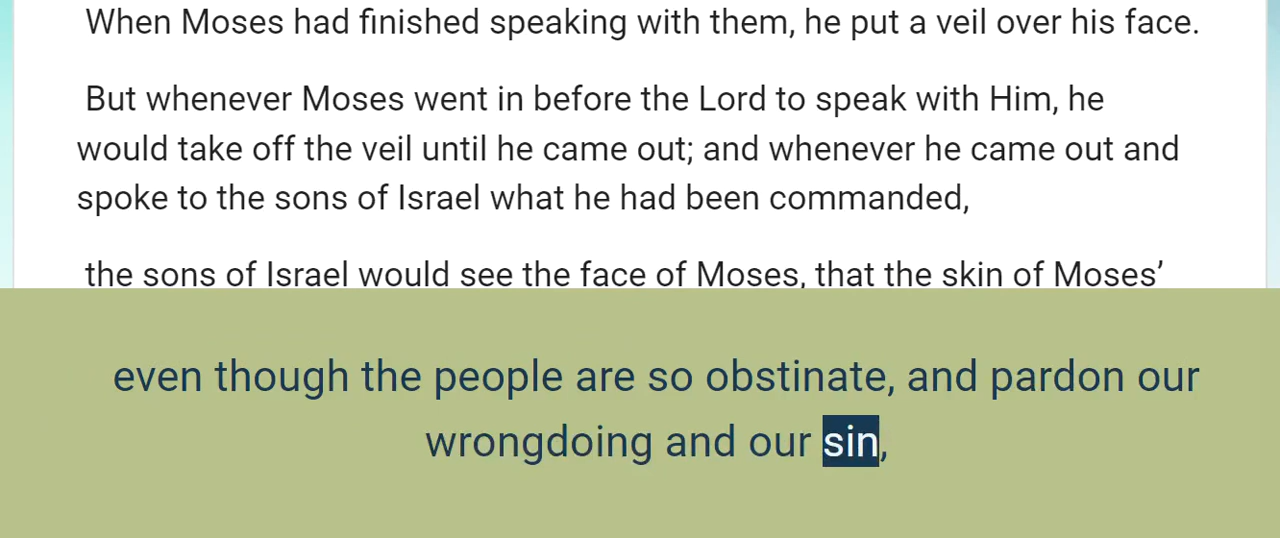 When Moses had finished speaking with them, he put a veil over his face.
But whenever Moses went in before the Lord to speak with Him, he
would take off the veil until he came out; and whenever he came out and
spoke to the sons of Israel what he had been commanded,
the sons of Israel would see the face of Moses, that the skin of Moses’
even though the people are so obstinate, and pardon our
wrongdoing and our sin,